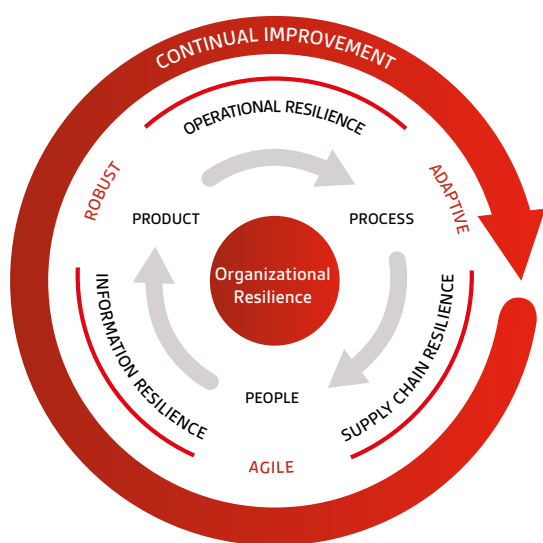 CONTINUAL IMPROVEMENT
OPERATIONAL RESILIENCE
ROBUST
ADAPTIVE
PRODUCT
PROCESS
Organizational
Resilience
INFORMATION RESILIENCE
SUPPLY CHAIN RESILIENCE
PEOPLE
AGILE